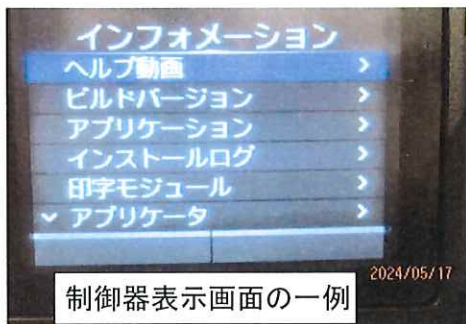 インフォメーション
ヘルプ動画 >
ビルドバージョン >
アプリケーション >
インストールログ >
印字モジュール >
アプリケータ >
2024/05/17
制御器表示画面の一例